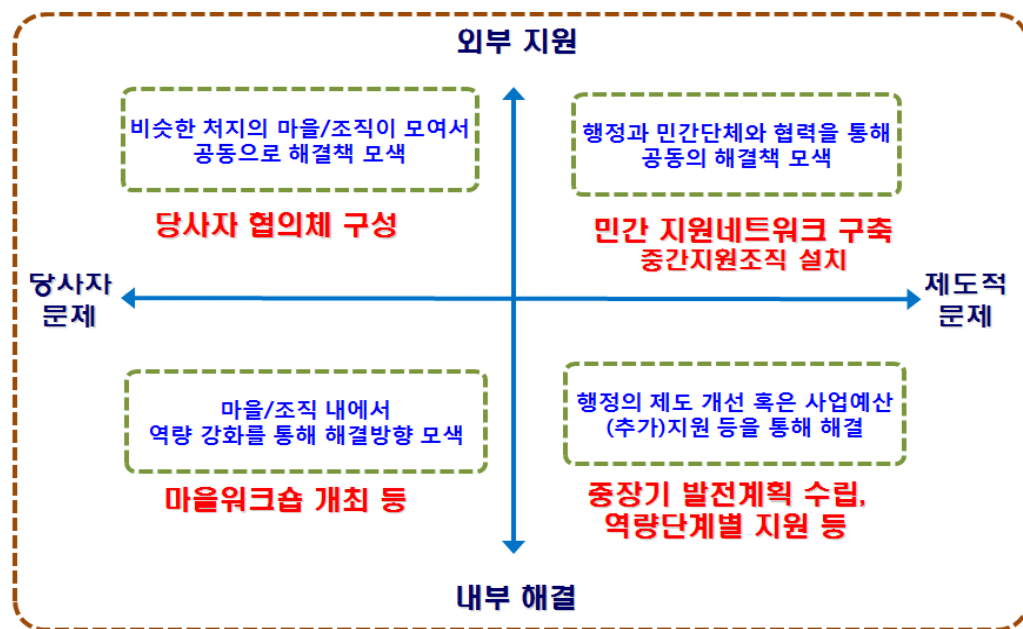 외부 지원
비슷한 처지의 마을/조직이 모여서
공동으로 해결책 모색
당사자 협의체 구성
행정과 민간단체와 협력을 통해
공동의 해결책 모색
민간 지원네트워크 구축
중간지원조직 설치
당사자
문제
제도적
문제
마을/조직 내에서
역량 강화를 통해 해결방향 모색
마을워크숍 개최 등
행정의 제도 개선 혹은 사업예산
(추가)지원 등을 통해 해결
중장기 발전계획 수립,
역량단계별 지원 등
내부 해결